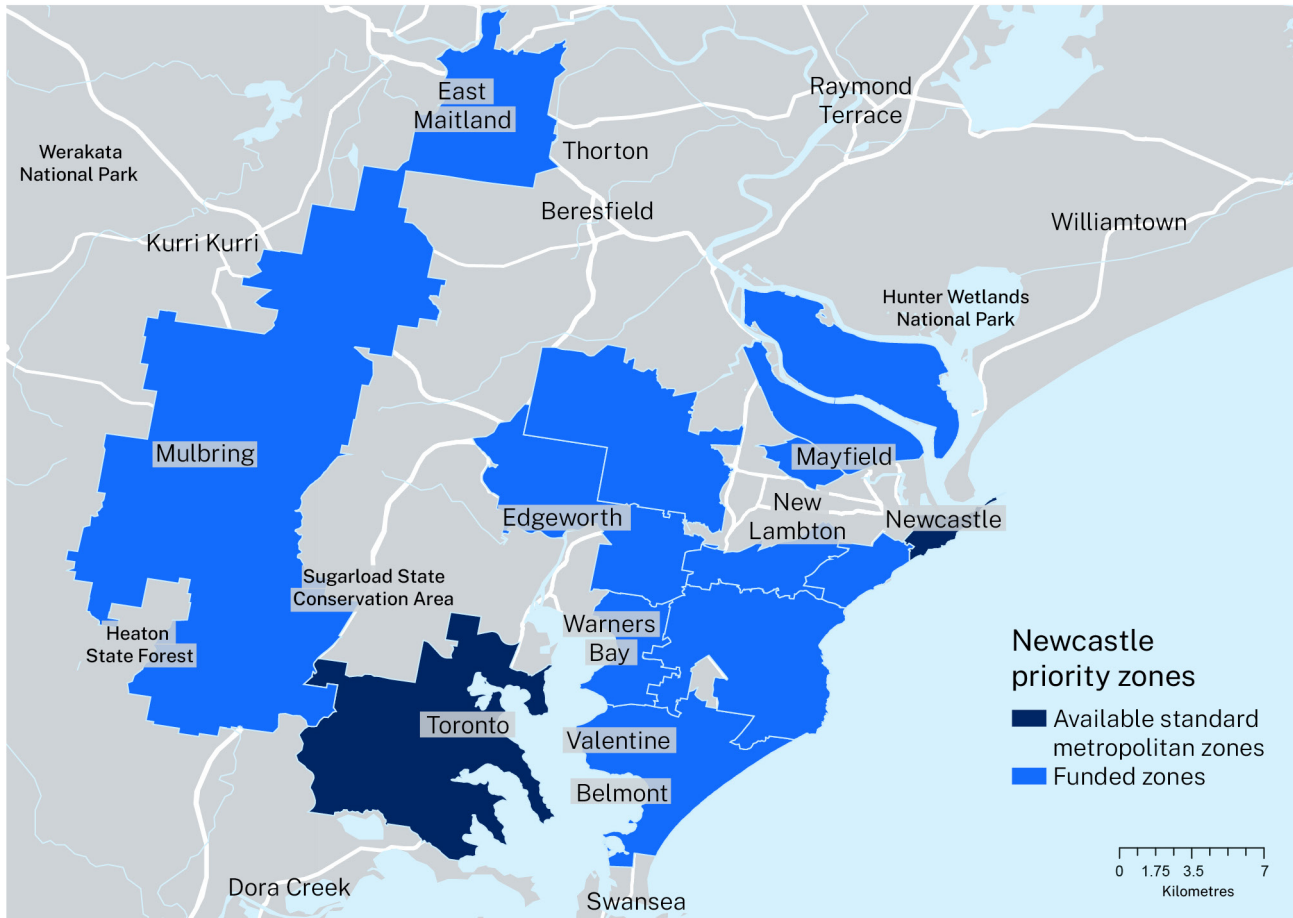 East
Maitland
Raymond
Terrace
Thorton
Werakata
National Park
Beresfield
Williamtown
Kurri Kurri
Hunter Wetlands
National Park
Mulbring
Mayfield
Edgeworth
New
Lambton
Newcastle
Sugarload State
Conservation Area
Heaton
State Forest
Warners
Bay
Toronto
Valentine
Belmont
Dora Creek
Swansea
Newcastle
priority zones
Available standard
metropolitan zones
Funded zones
0 1.75 3.5 7
Kilometres